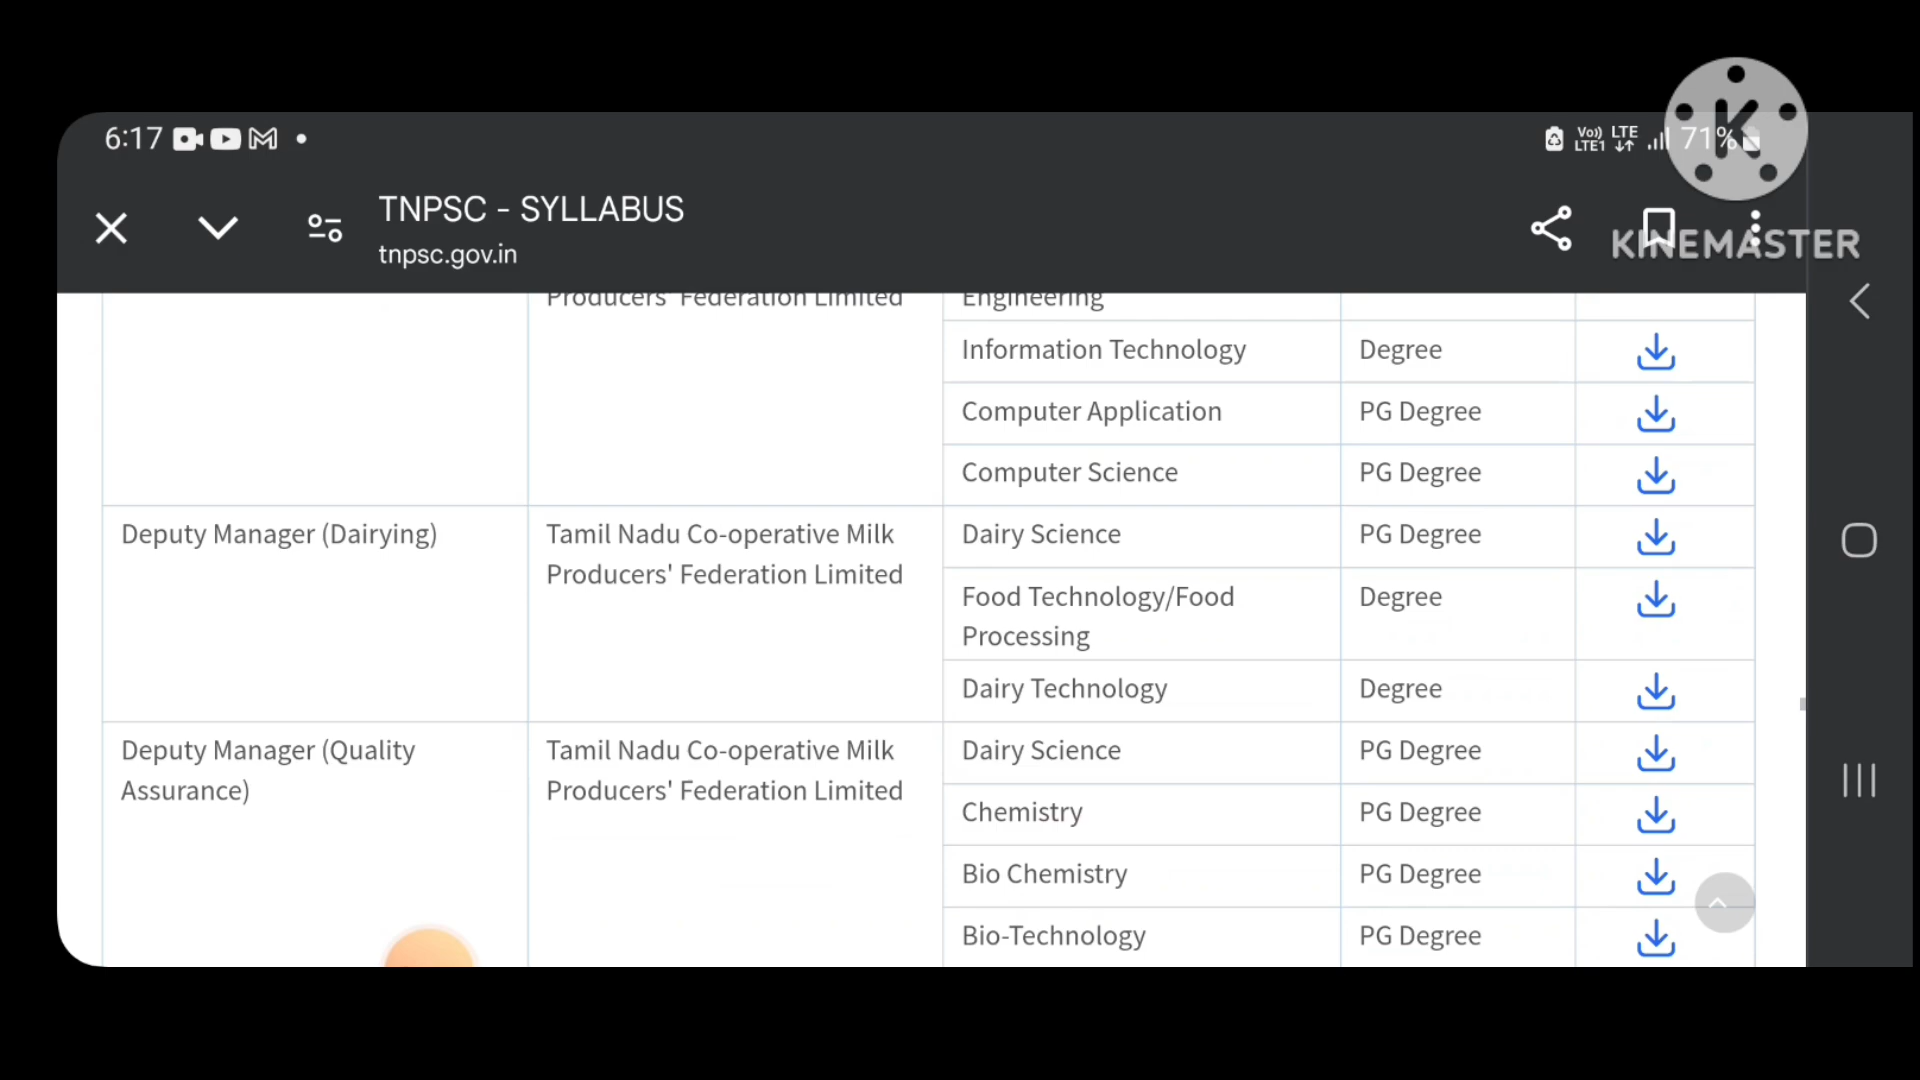 6:17
Vo)) LTE
LTE1
71%
TNPSC - SYLLABUS
tnpsc.gov.in
K
KINEMASTER
Producers' Federation Limited
Engineering
Information Technology Degree
Computer Application PG Degree
Computer Science PG Degree
Deputy Manager (Dairying) Tamil Nadu Co-operative Milk Dairy Science PG Degree
Producers' Federation Limited
Food Technology/Food Degree
Processing
Dairy Technology Degree
Deputy Manager (Quality Tamil Nadu Co-operative Milk Dairy Science PG Degree
Assurance) Producers' Federation Limited
Chemistry PG Degree
Bio Chemistry PG Degree
Bio-Technology PG Degree